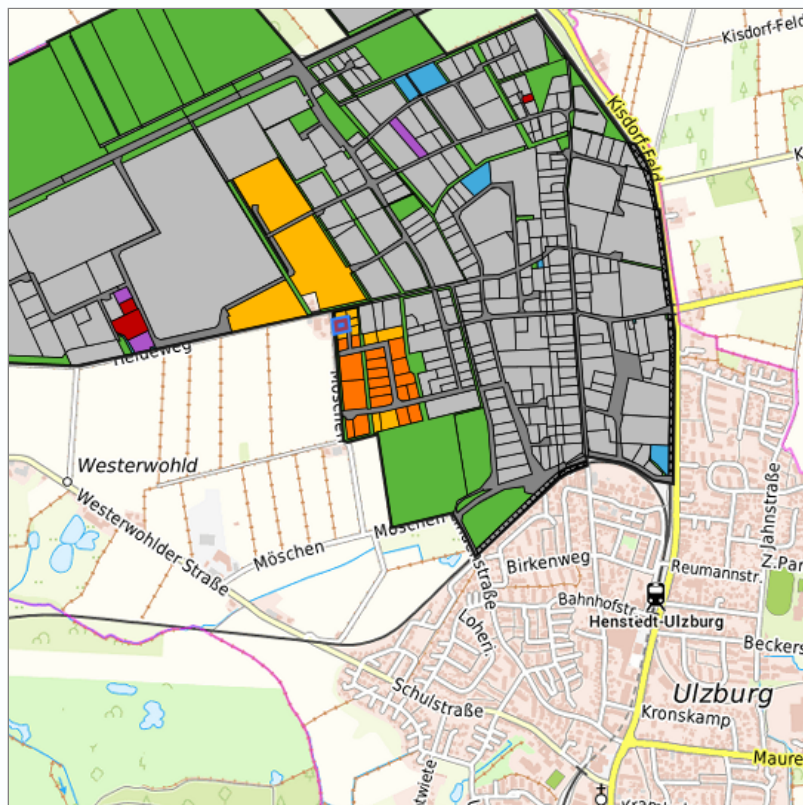 Kisdorf-Feld
Kisdorf-Feld
K
Heideweg
Möschen
Westerwohld
Westerwohlder-Straße
Möschen
Möschen
Birkenweg
Reumannstr.
Z.Par
Jahnstraße
Bahnhofstr.
Henstedt-Ulzburg
Beckers
Loheri.
Ulzburg
Schulstraße
Kronskamp
Maure